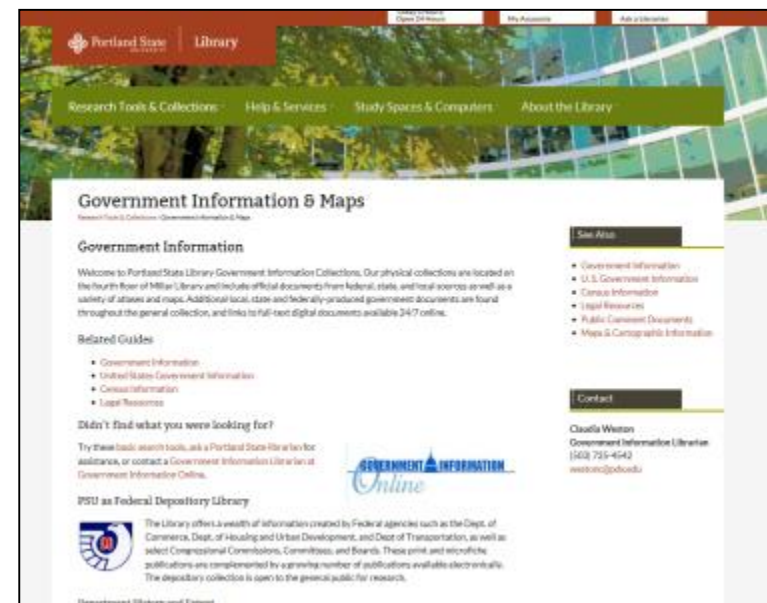 Open 24 Hours
My Accounts
Ask a Librarian
Portland State
UNIVERSITY
Library
Research Tools & Collections
Help & Services
Study Spaces & Computers
About the Library
Government Information & Maps
Research Tools & Collections / Government Information & Maps
Government Information
Welcome to Portland State Library Government Information Collections. Our physical collections are located on
the fourth floor of Millar Library and include official documents from federal, state, and local sources as well as a
variety of atlases and maps. Additional local, state and federally-produced government documents are found
throughout the general collection, and links to full-text digital documents available 24/7 online.
Related Guides
Government Information
United States Government Information
Census Information
Legal Resources
Didn't find what you were looking for?
Try these basic search tools, ask a Portland State librarian for
assistance, or contact a Government Information Librarian at
Government Information Online.
GOVERNMENT INFORMATION
Online
PSU as Federal Depository Library
The Library offers a wealth of information created by Federal agencies such as the Dept. of
Commerce, Dept. of Housing and Urban Development, and Dept of Transportation, as well as
select Congressional Commissions, Committees, and Boards. These print and microfiche
publications are complemented by a growing number of publications available electronically.
The depository collection is open to the general public for research.
See Also
Government Information
U. S. Government Information
Census Information
Legal Resources
Public Comment Documents
Maps & Cartographic Information
Contact
Claudia Weston
Government Information Librarian
(503) 725-4542
westonc@pdx.edu